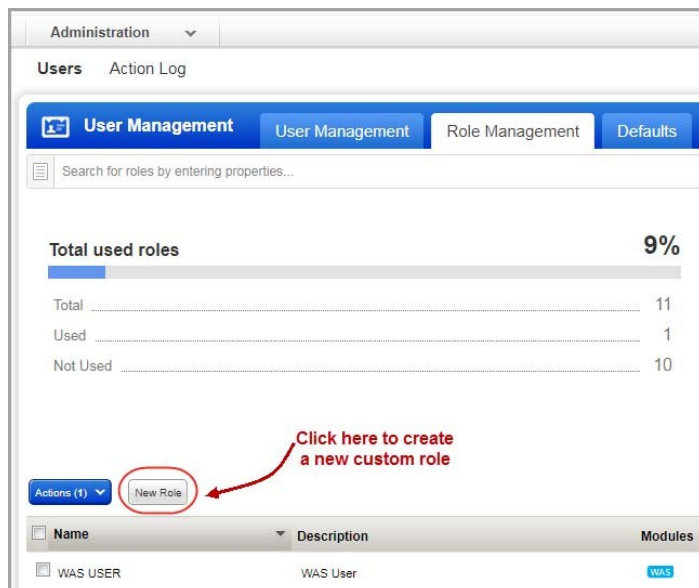 Administration
Users Action Log
User Management User Management Role Management Defaults
Search for roles by entering properties...
Total used roles 9%
Total 11
Used 1
Not Used 10
Click here to create
a new custom role
Actions (1) New Role
Name Description Modules
WAS USER WAS User WAS